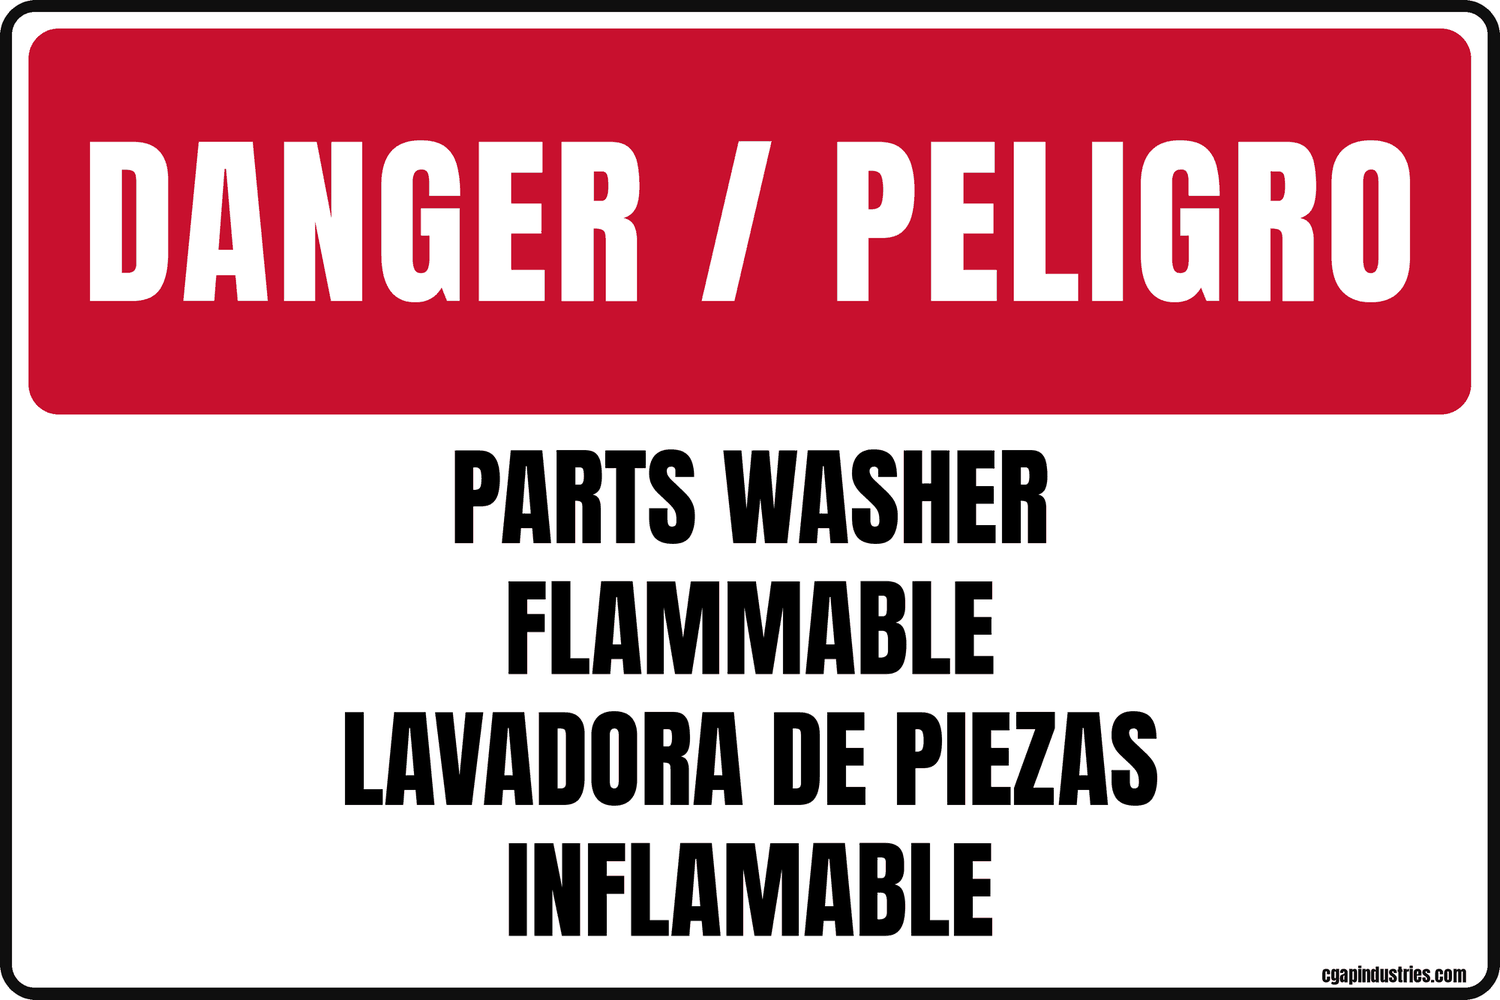 DANGER / PELIGRO
PARTS WASHER
FLAMMABLE
LAVADORA DE PIEZAS
INFLAMABLE
cgapindustries.com